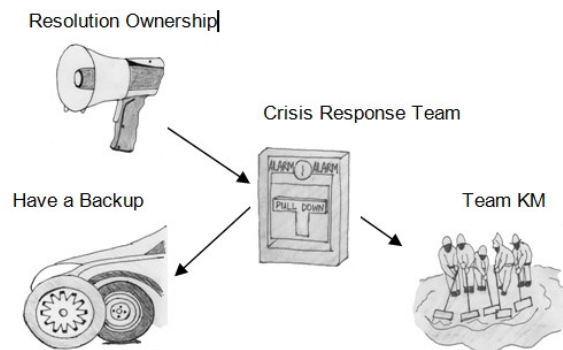 Resolution Ownership
Crisis Response Team
ALARM ALARM
PULL DOWN
Have a Backup
Team KM